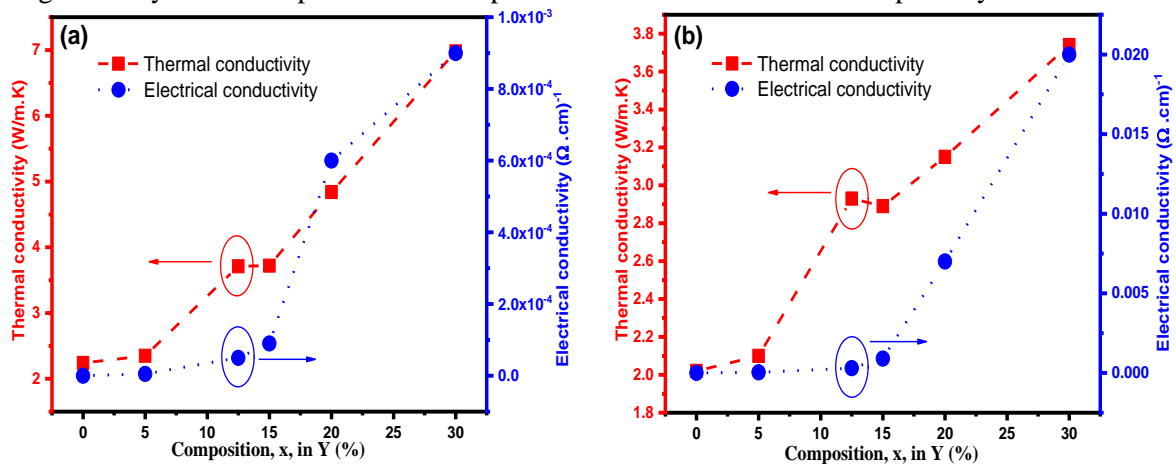 (a)
Thermal conductivity
Electrical conductivity
Thermal conductivity (W/m.K)
7
6
5
4
3
2
1.0x10⁻³
8.0x10⁻⁴
6.0x10⁻⁴
4.0x10⁻⁴
2.0x10⁻⁴
0.0
Electrical conductivity (Ω .cm)⁻¹
0 5 10 15 20 25 30
Composition, x, in Y (%)
(b)
Thermal conductivity
Electrical conductivity
Thermal conductivity (W/m.K)
3.8
3.6
3.4
3.2
3.0
2.8
2.6
2.4
2.2
2.0
1.8
0.020
0.015
0.010
0.005
0.000
Electrical conductivity (Ω .cm)⁻¹
0 5 10 15 20 25 30
Composition, x, in Y (%)